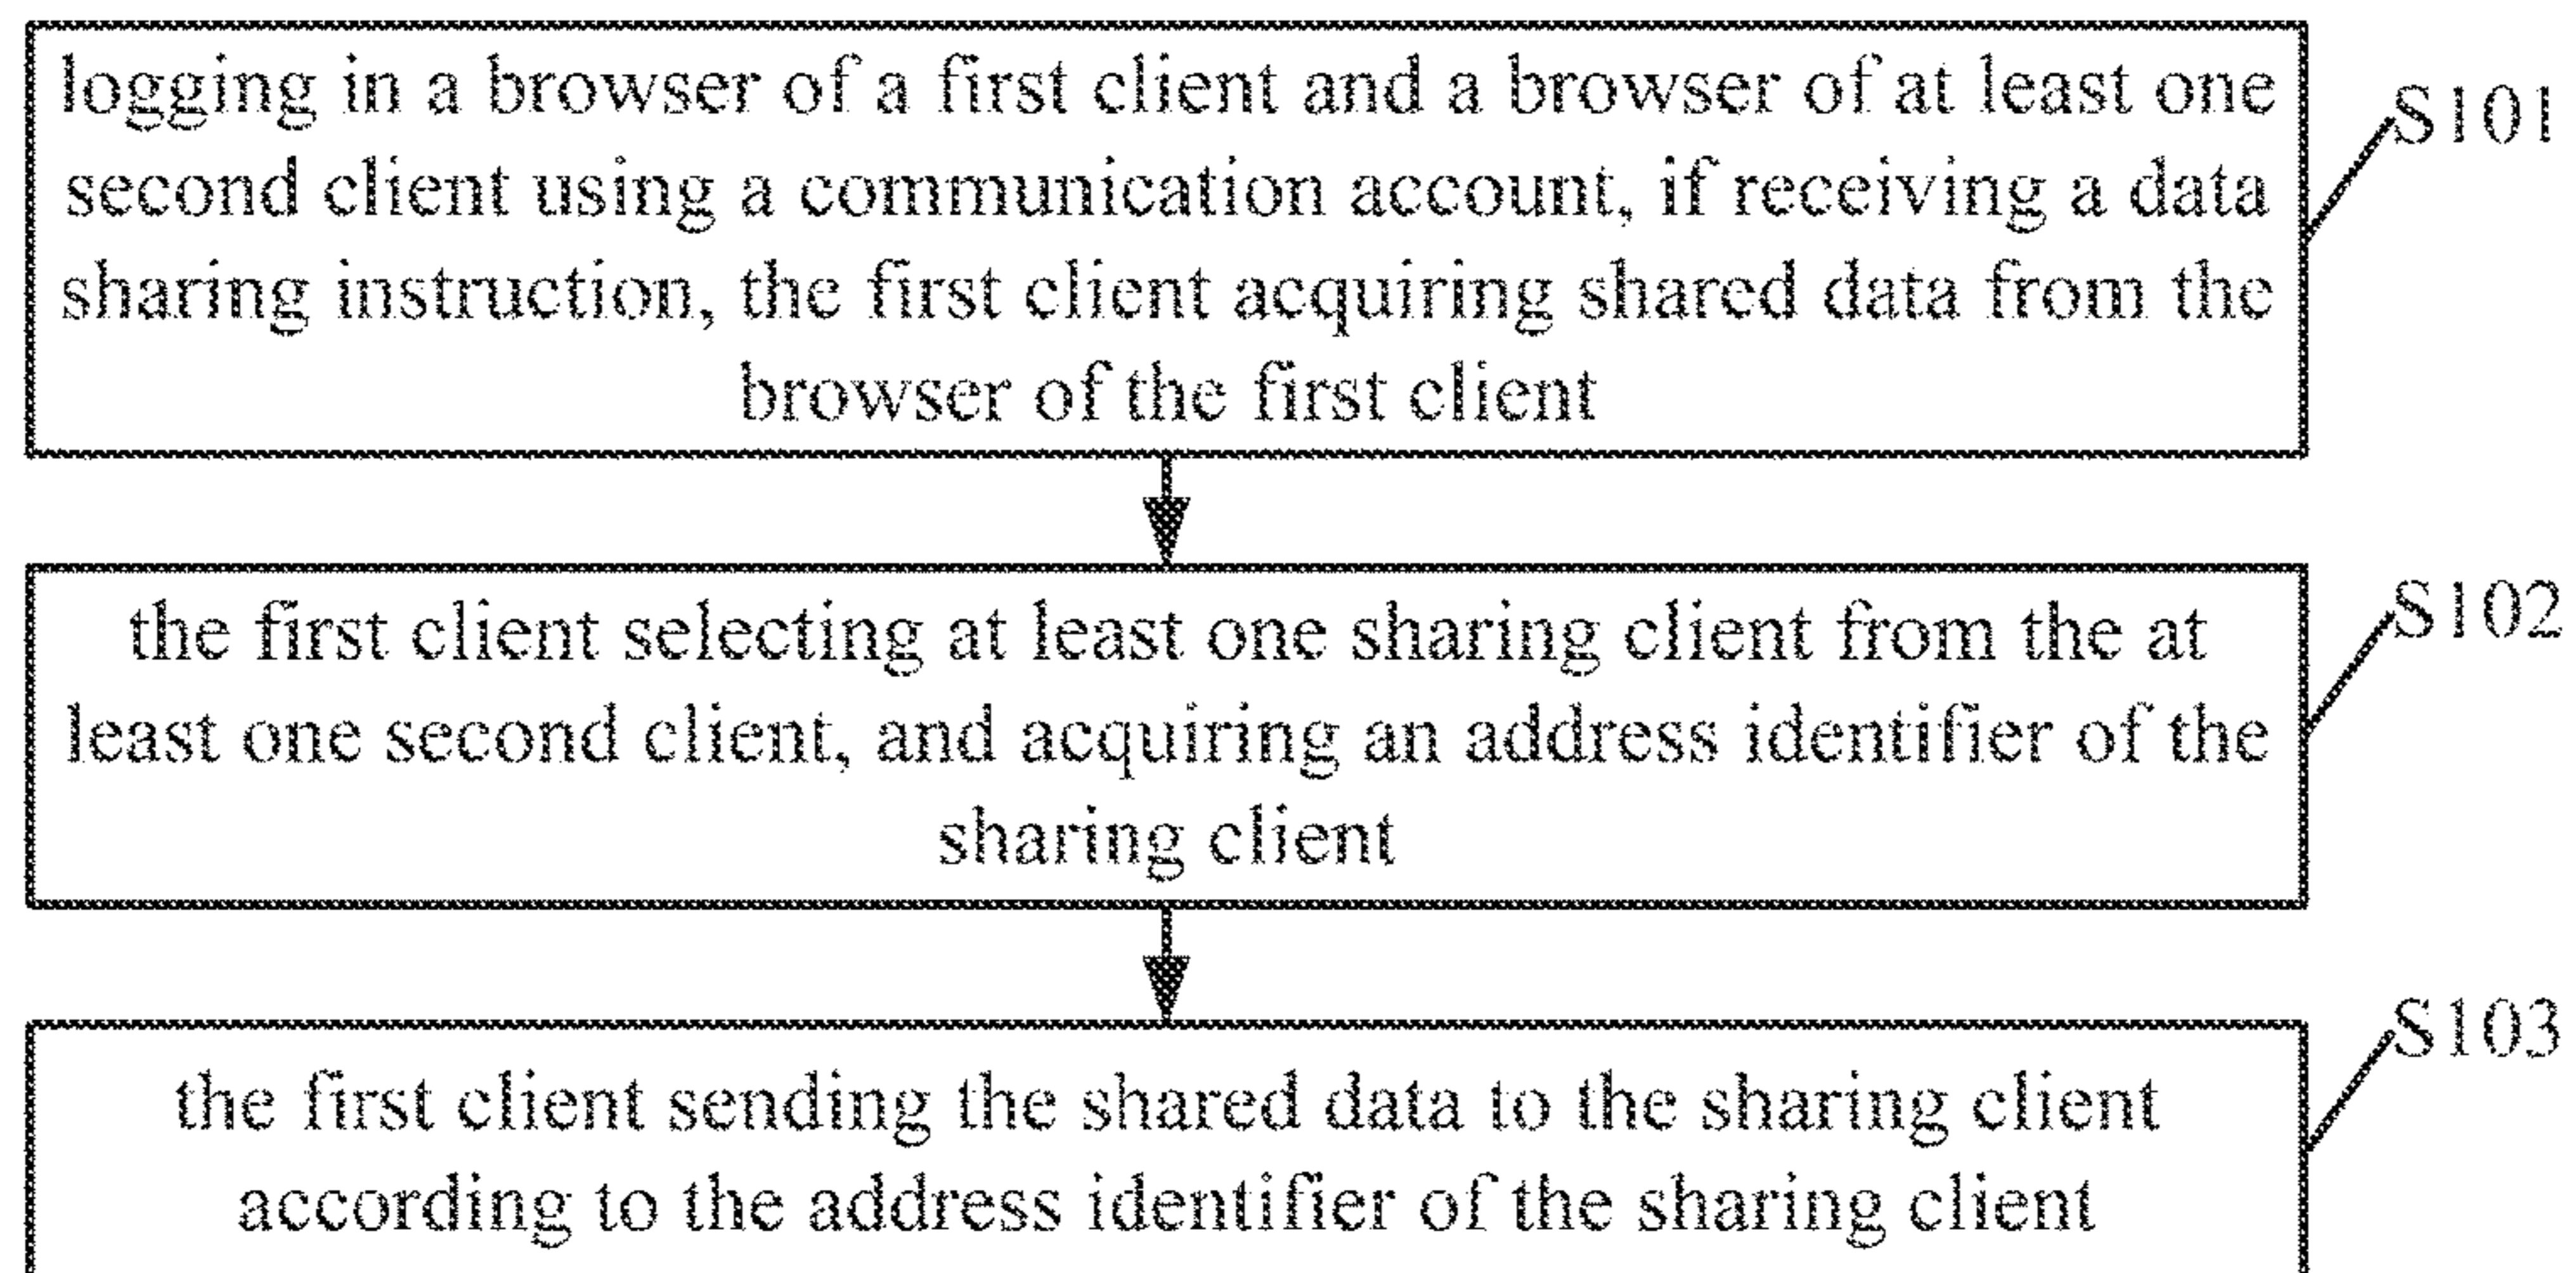 logging in a browser of a first client and a browser of at least one
second client using a communication account, if receiving a data
sharing instruction, the first client acquiring shared data from the
browser of the first client
S101
the first client selecting at least one sharing client from the at
least one second client, and acquiring an address identifier of the
sharing client
S102
the first client sending the shared data to the sharing client
according to the address identifier of the sharing client
S103